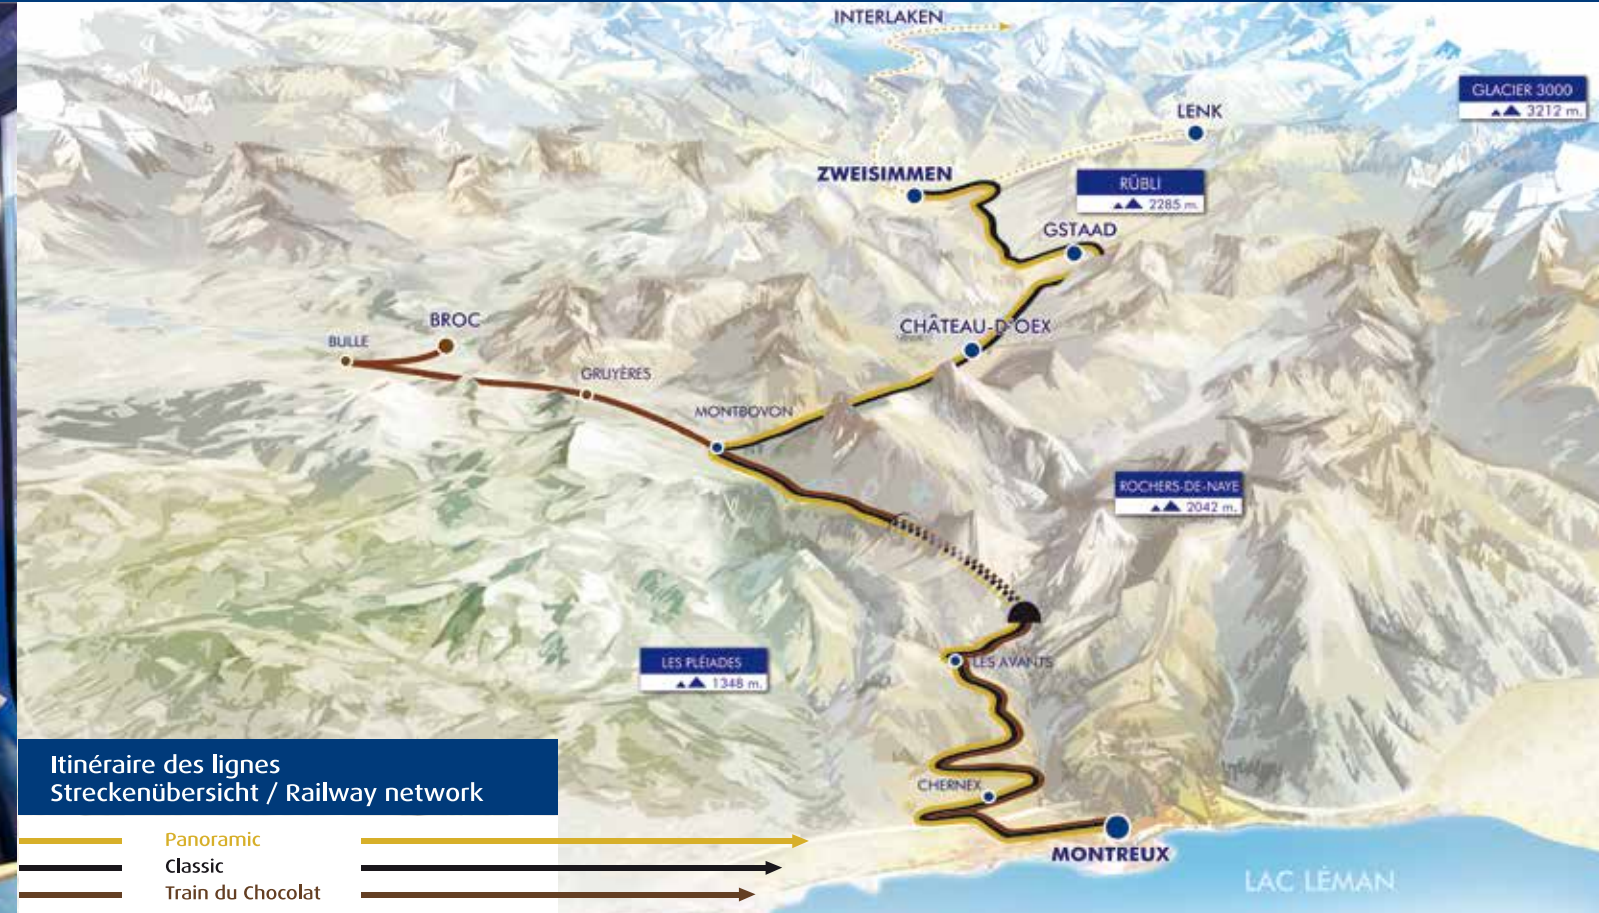 INTERLAKEN
GLACIER 3000
3212 m.
LENK
ZWEISIMMEN
RÜBLI
2285 m.
GSTAAD
CHÂTEAU-D'OEX
BROC
BULLE
GRUYÈRES
MONTBOVON
ROCHERS-DE-NAYE
2042 m.
LES AVANTS
LES PLÉIADES
1348 m.
CHERNEX
MONTREUX
LAC LÉMAN
Itinéraire des lignes
Streckenübersicht / Railway network
Panoramic
Classic
Train du Chocolat